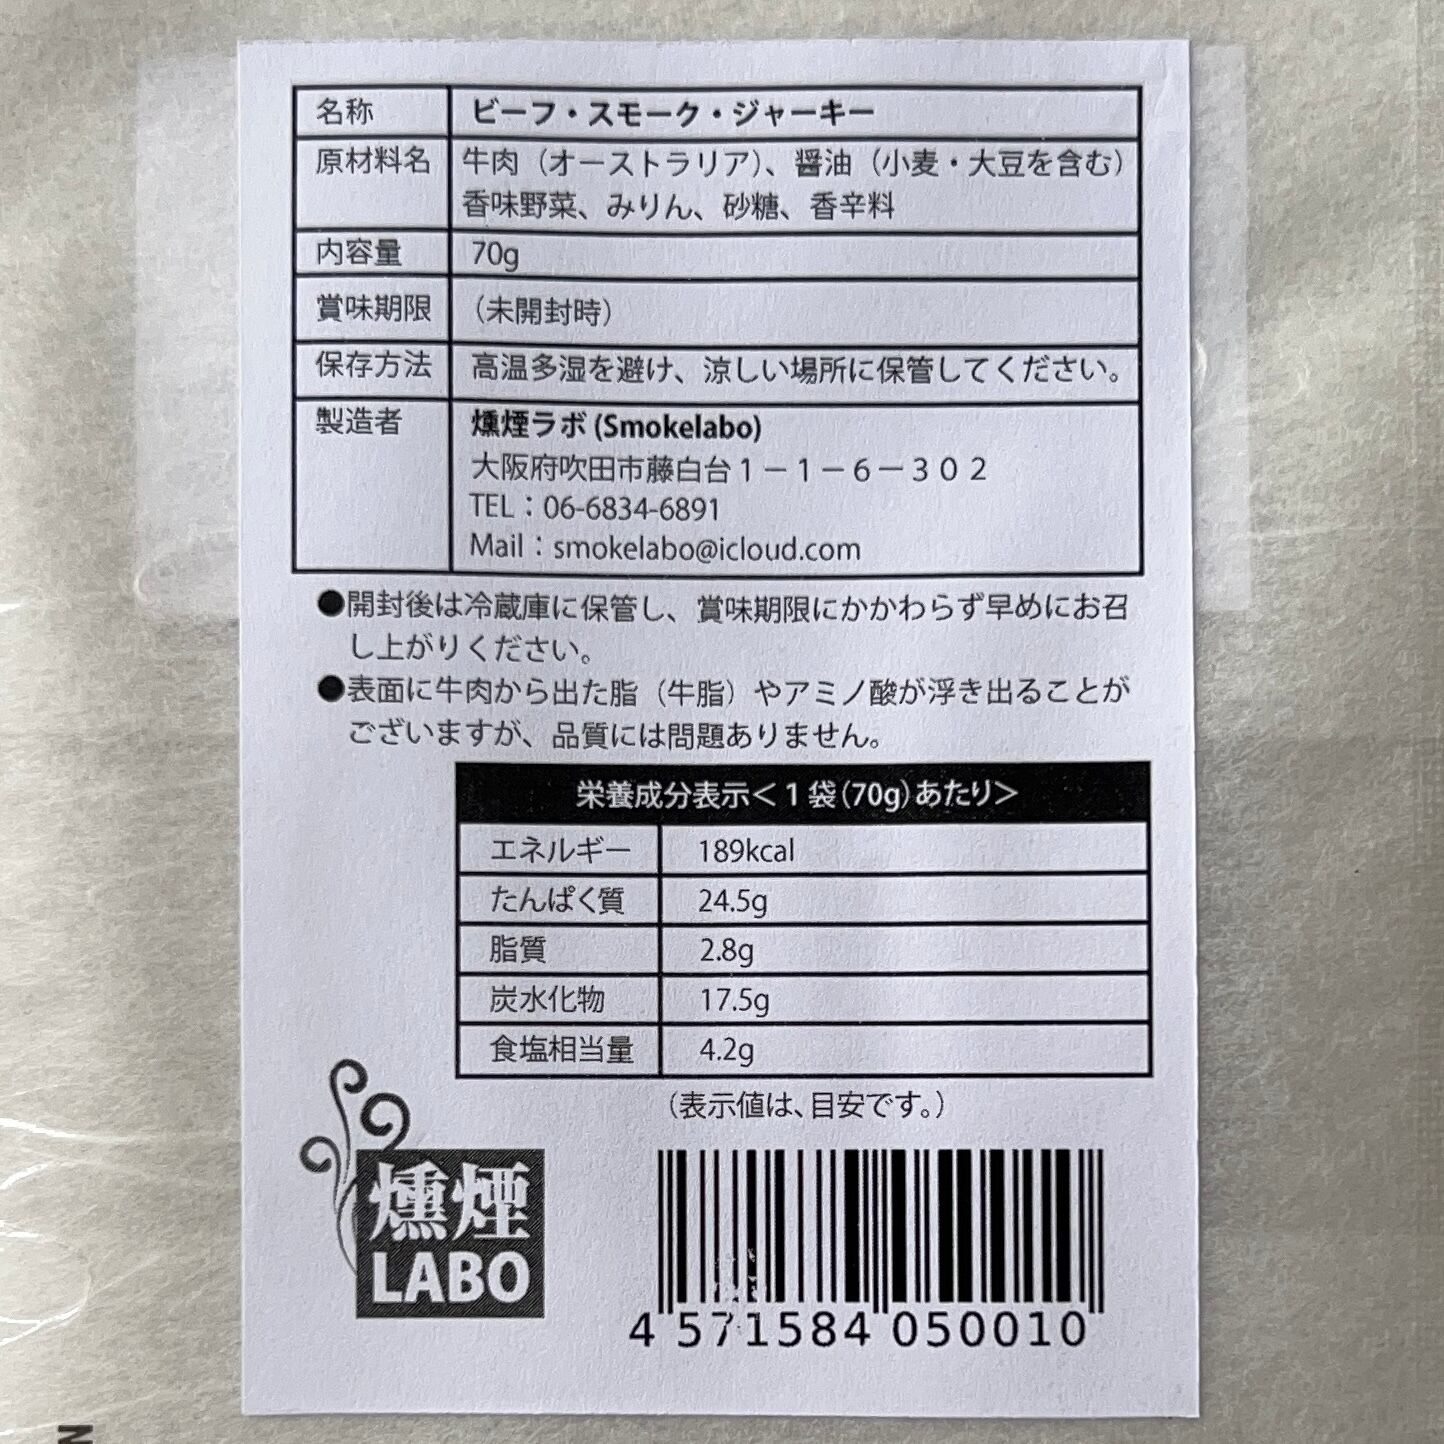 名称 ビーフ・スモーク・ジャーキー
原材料名 牛肉（オーストラリア）、醤油（小麦・大豆を含む）
香味野菜、みりん、砂糖、香辛料
内容量 70g
賞味期限 （未開封時）
保存方法 高温多湿を避け、涼しい場所に保管してください。
製造者 燻煙ラボ (Smokelabo)
大阪府吹田市藤白台１－１－６－３０２
TEL：06-6834-6891
Mail：smokelabo@icloud.com
●開封後は冷蔵庫に保管し、賞味期限にかかわらず早めにお召
し上がりください。
●表面に牛肉から出た脂（牛脂）やアミノ酸が浮き出ることが
ございますが、品質には問題ありません。
栄養成分表示＜１袋(70g)あたり＞
エネルギー 189kcal
たんぱく質 24.5g
脂質 2.8g
炭水化物 17.5g
食塩相当量 4.2g
（表示値は、目安です。）
燻煙
LABO
4 571584 050010
N